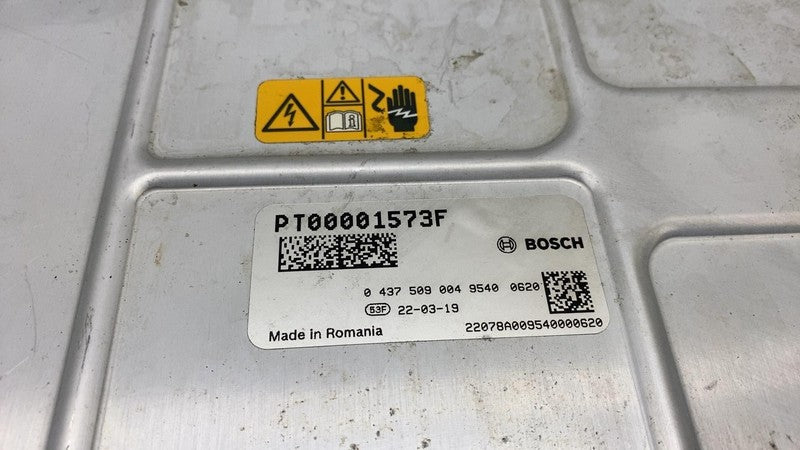 PT00001573F
BOSCH
0 437 509 004 9540 0620
53F 22-03-19
Made in Romania
22078A009540000620